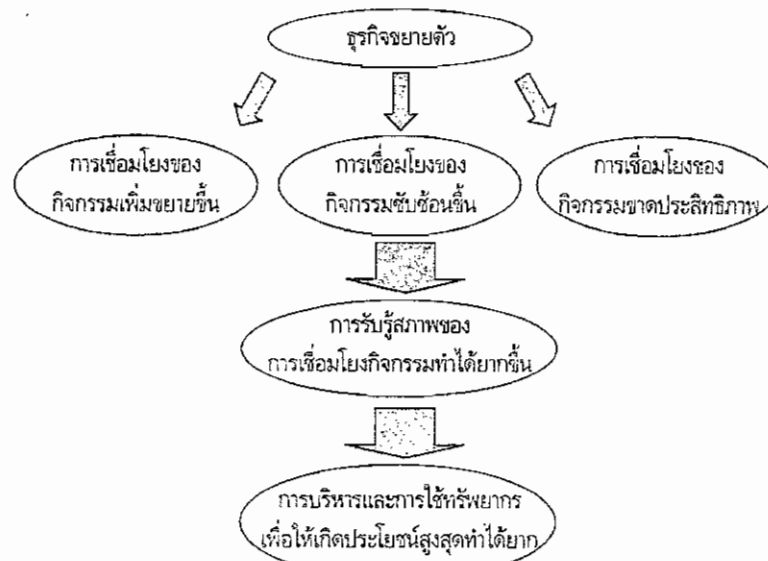 ธุรกิจขยายตัว
การเชื่อมโยงของ
กิจกรรมเพิ่มขยายขึ้น
การเชื่อมโยงของ
กิจกรรมซับซ้อนขึ้น
การเชื่อมโยงของ
กิจกรรมขาดประสิทธิภาพ
การรับรู้สภาพของ
การเชื่อมโยงกิจกรรมทำได้ยากขึ้น
การบริหารและการใช้ทรัพยากร
เพื่อให้เกิดประโยชน์สูงสุดทำได้ยาก